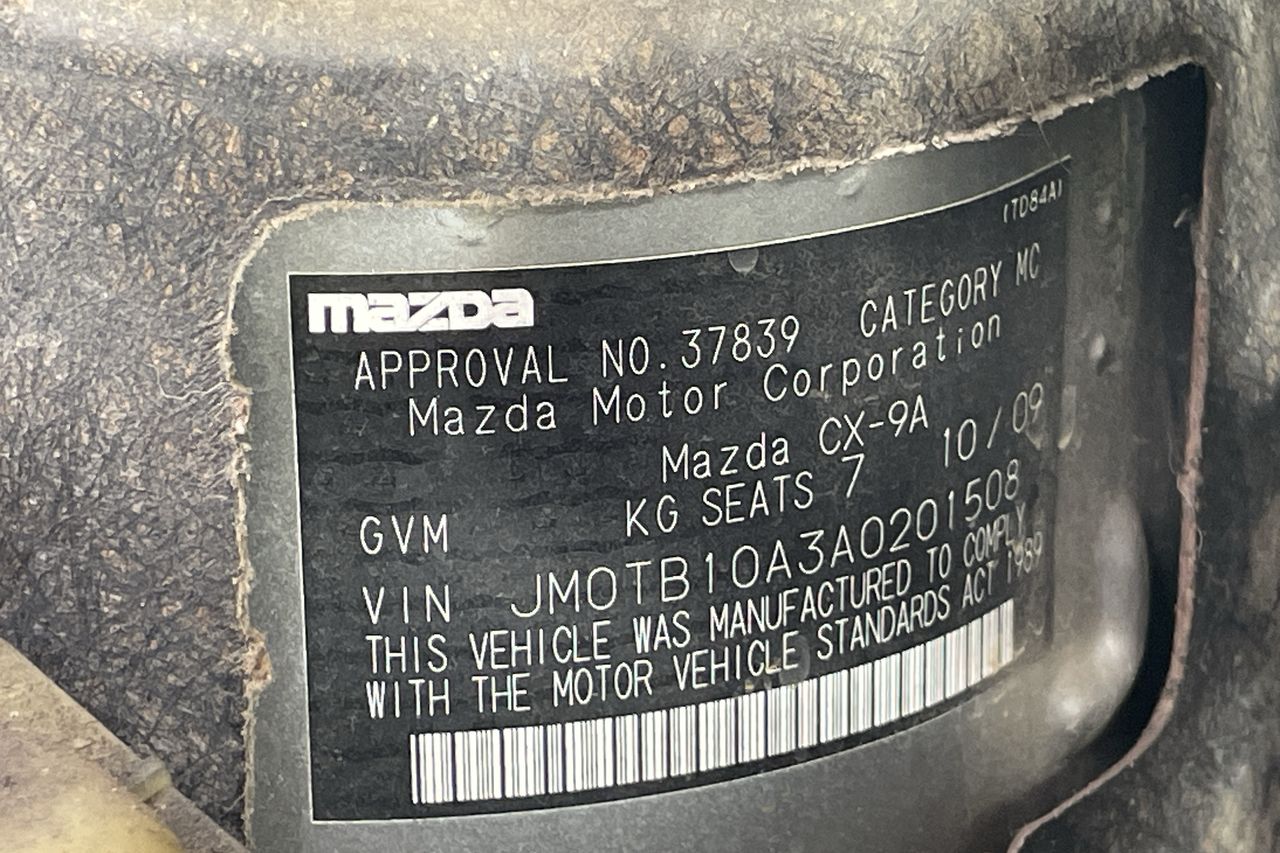 (TD84A)
mazda
APPROVAL NO. 37839 CATEGORY MC
Mazda Motor Corporation
Mazda CX-9A
GVM KG SEATS 7 10/09
VIN JM0TB10A3A0201508
THIS VEHICLE WAS MANUFACTURED TO COMPLY
WITH THE MOTOR VEHICLE STANDARDS ACT 1989